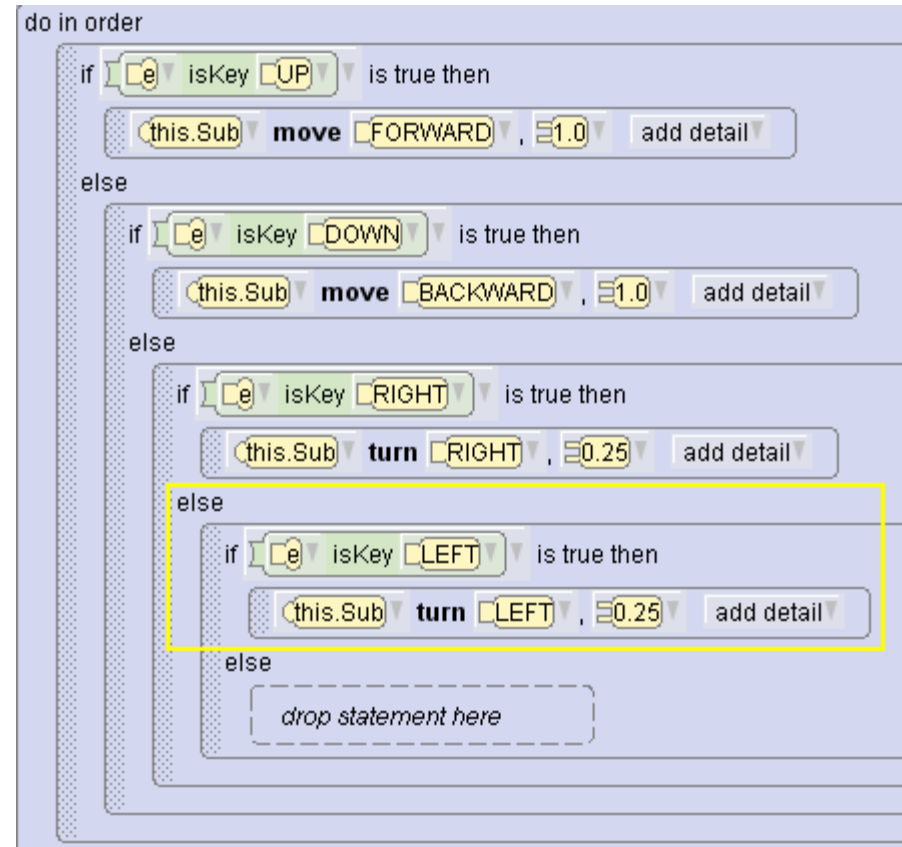 do in order
if e isKey UP is true then
this.Sub move FORWARD , 1.0 add detail
else
if e isKey DOWN is true then
this.Sub move BACKWARD , 1.0 add detail
else
if e isKey RIGHT is true then
this.Sub turn RIGHT , 0.25 add detail
else
if e isKey LEFT is true then
this.Sub turn LEFT , 0.25 add detail
else
drop statement here